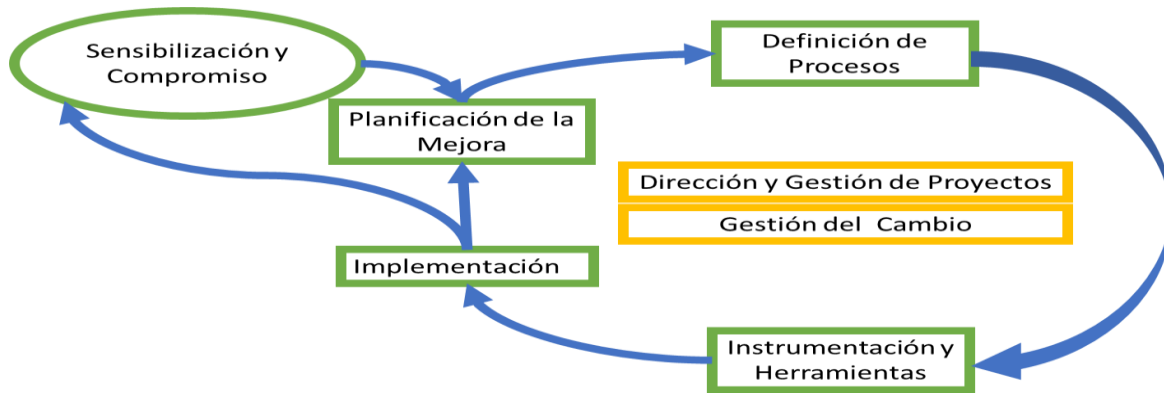 Sensibilización y
Compromiso
Definición de
Procesos
Planificación de la
Mejora
Dirección y Gestión de Proyectos
Gestión del Cambio
Implementación
Instrumentación y
Herramientas